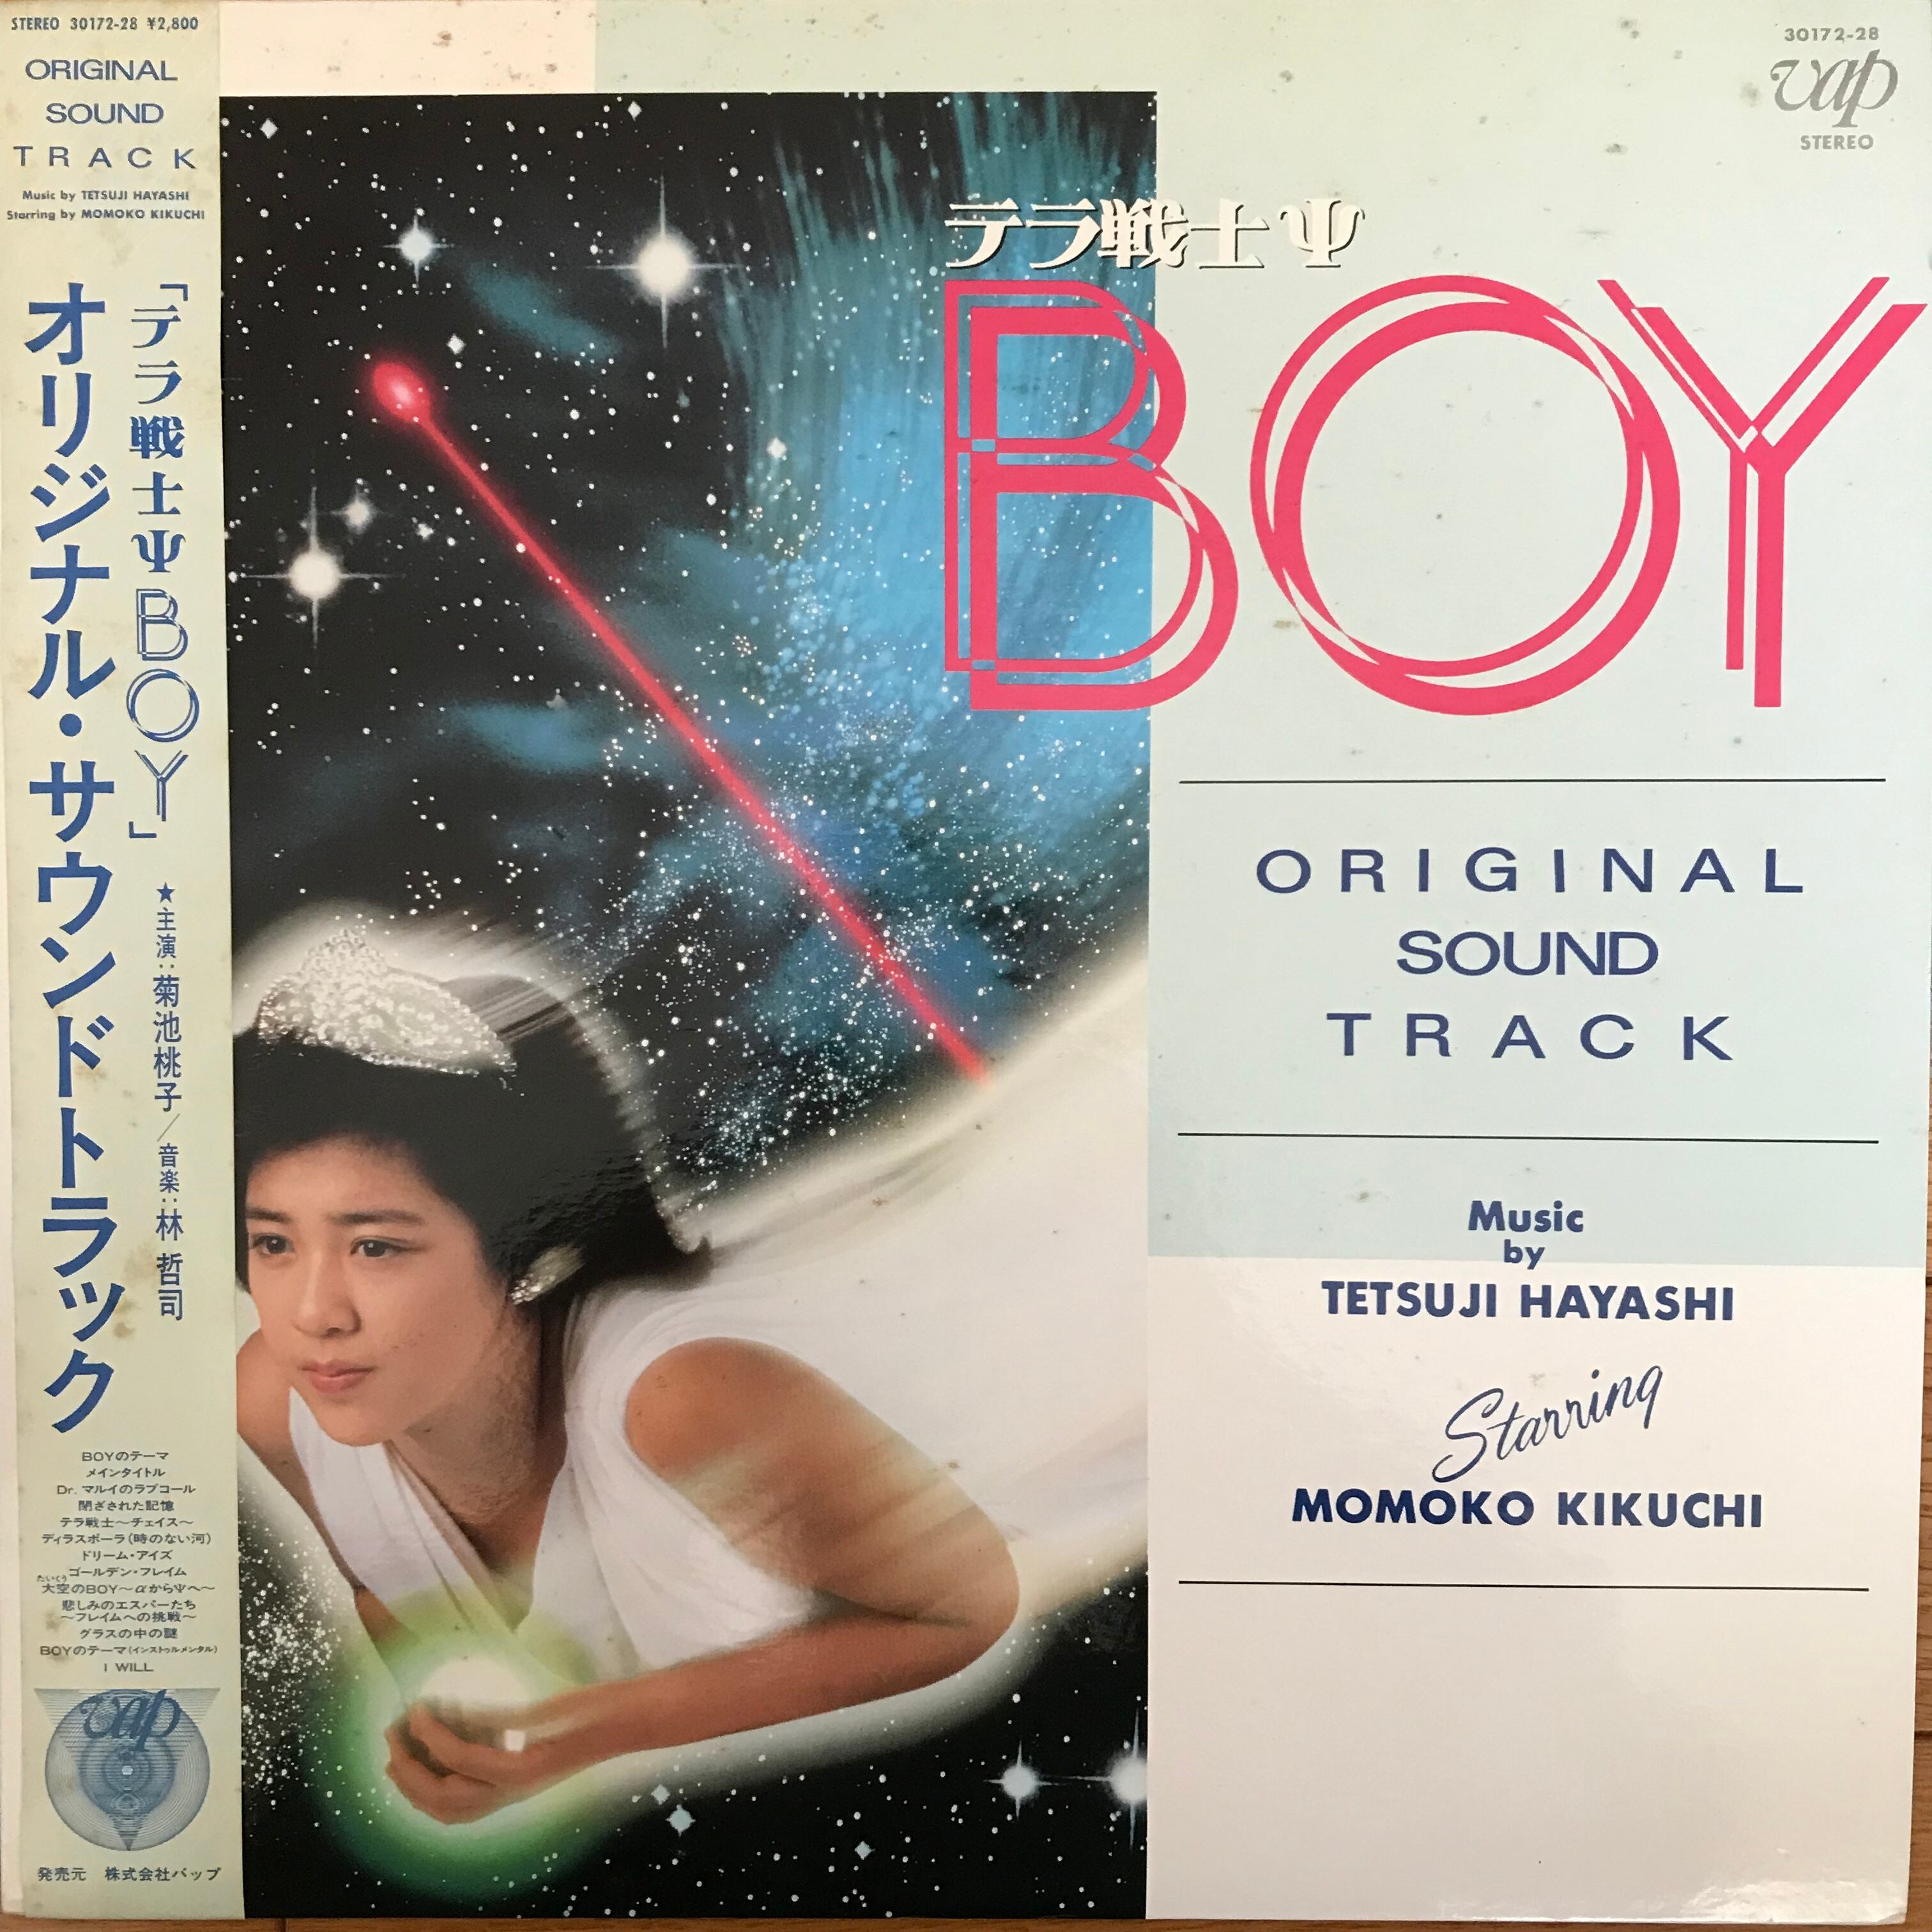 STEREO 30172-28 ¥2,800
ORIGINAL
SOUND
TRACK
Music by TETSUJI HAYASHI
Starring by MOMOKO KIKUCHI
「テラ戦士ΨBOY」
オリジナル・サウンドトラック
★主演:菊池桃子/音楽:林 哲司
BOYのテーマ
メインタイトル
Dr. マルイのラブコール
閉ざされた記憶
テラ戦士〜チェイス〜
ディラスポーラ(時のない河)
ドリーム・アイズ
ゴールデン・フレイム
たいくう
大空のBOY〜αからΨへ〜
悲しみのエスパーたち
〜フレイムへの挑戦〜
グラスの中の謎
BOYのテーマ(インストゥルメンタル)
I WILL
vap
発売元 株式会社バップ
30172-28
vap
STEREO
テラ戦士Ψ
BOY
ORIGINAL
SOUND
TRACK
Music
by
TETSUJI HAYASHI
Starring
MOMOKO KIKUCHI